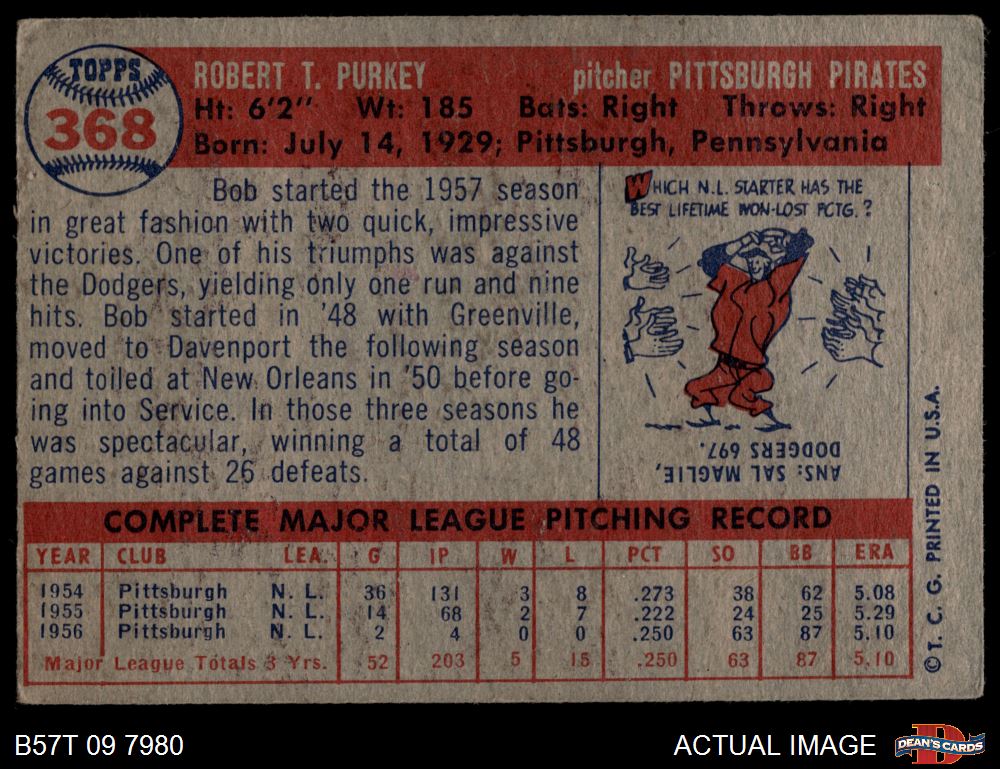 TOPPS
368
ROBERT T. PURKEY pitcher PITTSBURGH PIRATES
Ht: 6'2" Wt: 185 Bats: Right Throws: Right
Born: July 14, 1929; Pittsburgh, Pennsylvania
Bob started the 1957 season
in great fashion with two quick, impressive
victories. One of his triumphs was against
the Dodgers, yielding only one run and nine
hits. Bob started in '48 with Greenville,
moved to Davenport the following season
and toiled at New Orleans in '50 before go-
ing into Service. In those three seasons he
was spectacular, winning a total of 48
games against 26 defeats.
WHICH N.L. STARTER HAS THE
BEST LIFETIME WON-LOST PCTG. ?
ANS: SAL MAGLIE,
DODGERS 697.
COMPLETE MAJOR LEAGUE PITCHING RECORD
YEAR CLUB LEA. G IP W L PCT SO BB ERA
1954 Pittsburgh N. L. 36 131 3 8 .273 38 62 5.08
1955 Pittsburgh N. L. 14 68 2 7 .222 24 25 5.29
1956 Pittsburgh N. L. 2 4 0 0 .250 63 87 5.10
Major League Totals 3 Yrs. 52 203 5 15 .250 63 87 5.10
© T. C. G. PRINTED IN U.S.A.
B57T 09 7980 ACTUAL IMAGE
D
DEAN'S CARDS